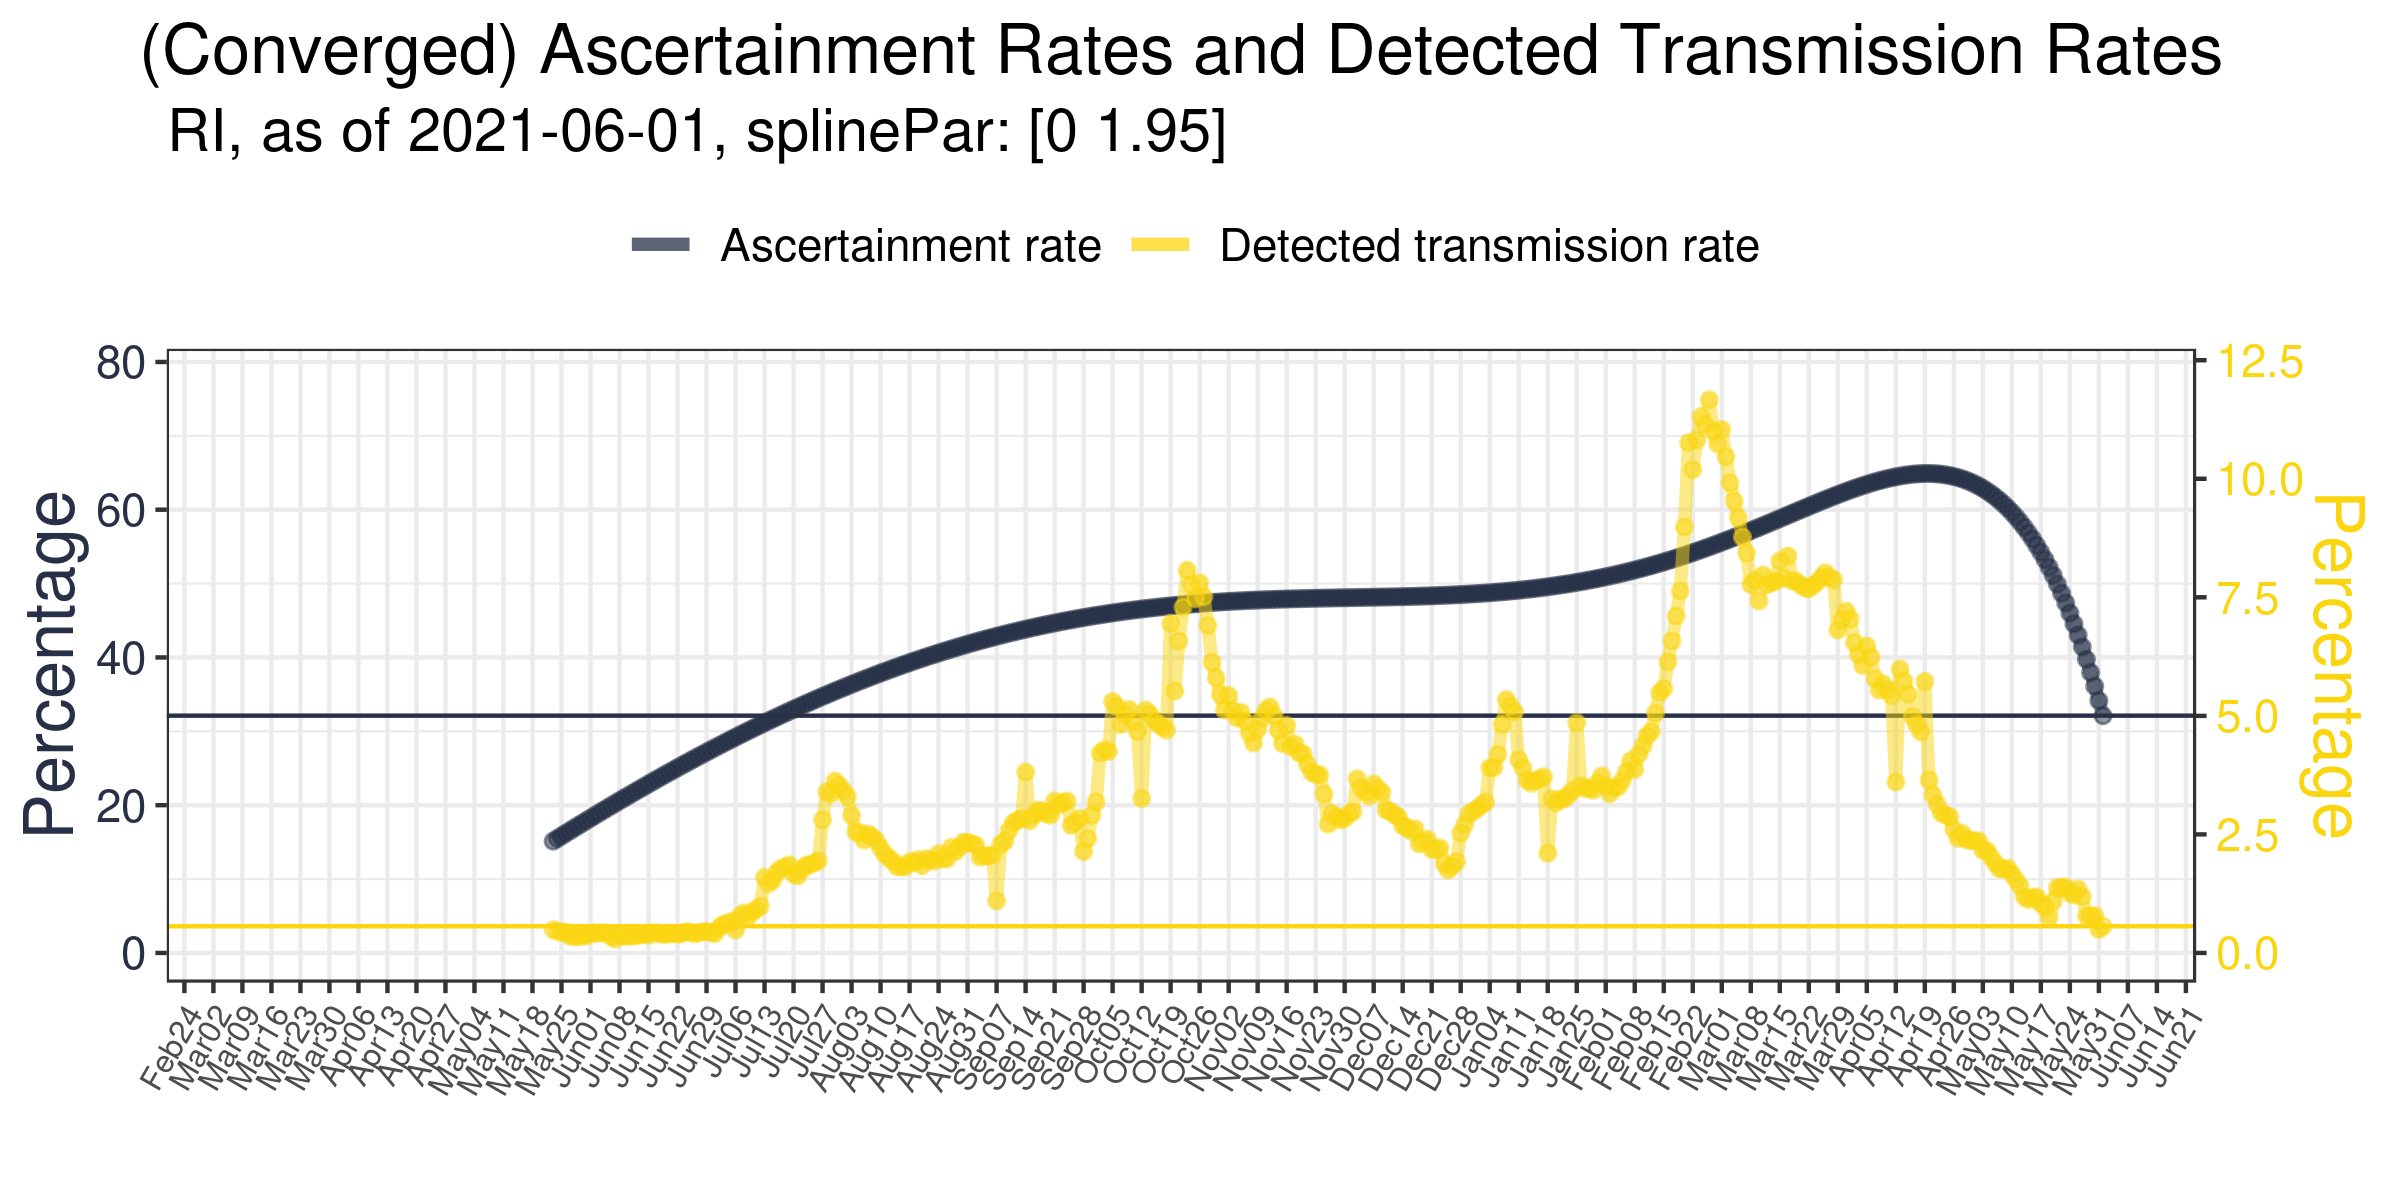 (Converged) Ascertainment Rates and Detected Transmission Rates
RI, as of 2021-06-01, splinePar: [0 1.95]
Ascertainment rate
Detected transmission rate
Percentage
80
60
40
20
0
12.5
10.0
7.5
5.0
2.5
0.0
Percentage
Feb24
Mar02
Mar09
Mar16
Mar23
Mar30
Apr06
Apr13
Apr20
Apr27
May04
May11
May18
May25
Jun01
Jun08
Jun15
Jun22
Jun29
Jul06
Jul13
Jul20
Jul27
Aug03
Aug10
Aug17
Aug24
Aug31
Sep07
Sep14
Sep21
Sep28
Oct05
Oct12
Oct19
Oct26
Nov02
Nov09
Nov16
Nov23
Nov30
Dec07
Dec14
Dec21
Dec28
Jan04
Jan11
Jan18
Jan25
Feb01
Feb08
Feb15
Feb22
Mar01
Mar08
Mar15
Mar22
Mar29
Apr05
Apr12
Apr19
Apr26
May03
May10
May17
May24
May31
Jun07
Jun14
Jun21